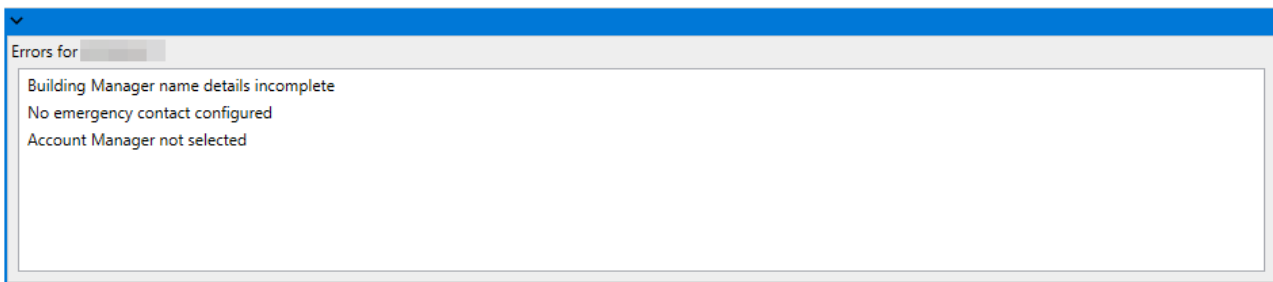 Errors for
Building Manager name details incomplete
No emergency contact configured
Account Manager not selected